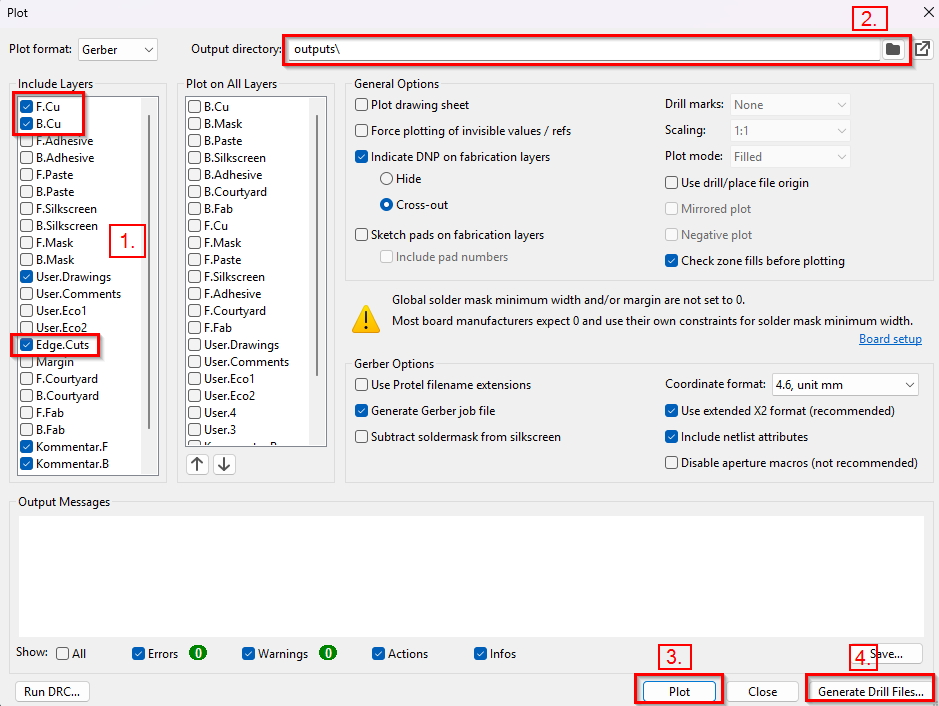 Plot
2.
Plot format: Gerber
Output directory: outputs\
Include Layers
F.Cu
B.Cu
F.Adhesive
B.Adhesive
F.Paste
B.Paste
F.Silkscreen
B.Silkscreen
F.Mask
B.Mask
User.Drawings
User.Comments
User.Eco1
User.Eco2
Edge.Cuts
Margin
F.Courtyard
B.Courtyard
F.Fab
B.Fab
Kommentar.F
Kommentar.B
1.
Plot on All Layers
B.Cu
B.Mask
B.Paste
B.Silkscreen
B.Adhesive
B.Courtyard
B.Fab
F.Cu
F.Mask
F.Paste
F.Silkscreen
F.Adhesive
F.Courtyard
F.Fab
User.Drawings
User.Comments
User.Eco1
User.Eco2
User.4
User.3
Kommentar.B
General Options
Plot drawing sheet
Force plotting of invisible values / refs
Indicate DNP on fabrication layers
Hide
Cross-out
Sketch pads on fabrication layers
Include pad numbers
Drill marks: None
Scaling: 1:1
Plot mode: Filled
Use drill/place file origin
Mirrored plot
Negative plot
Check zone fills before plotting
Global solder mask minimum width and/or margin are not set to 0.
Most board manufacturers expect 0 and use their own constraints for solder mask minimum width.
Board setup
Gerber Options
Use Protel filename extensions
Generate Gerber job file
Subtract soldermask from silkscreen
Coordinate format: 4.6, unit mm
Use extended X2 format (recommended)
Include netlist attributes
Disable aperture macros (not recommended)
Output Messages
Show: All Errors 0 Warnings 0 Actions Infos
3.
4.
Save...
Run DRC...
Plot
Close
Generate Drill Files...